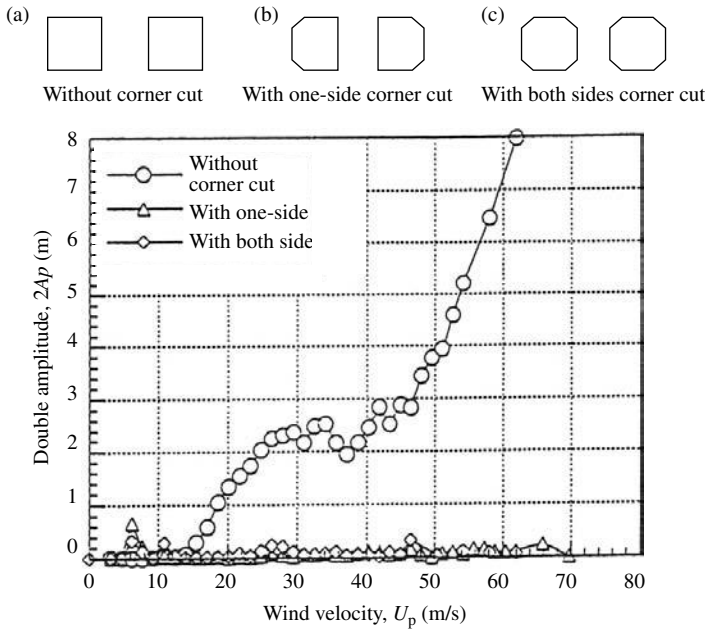 (a)
(b)
(c)
Without corner cut
With one-side corner cut
With both sides corner cut
Without
corner cut
With one-side
With both side
Double amplitude, 2Ap (m)
8
7
6
5
4
3
2
1
0
0 10 20 30 40 50 60 70 80
Wind velocity, Up (m/s)